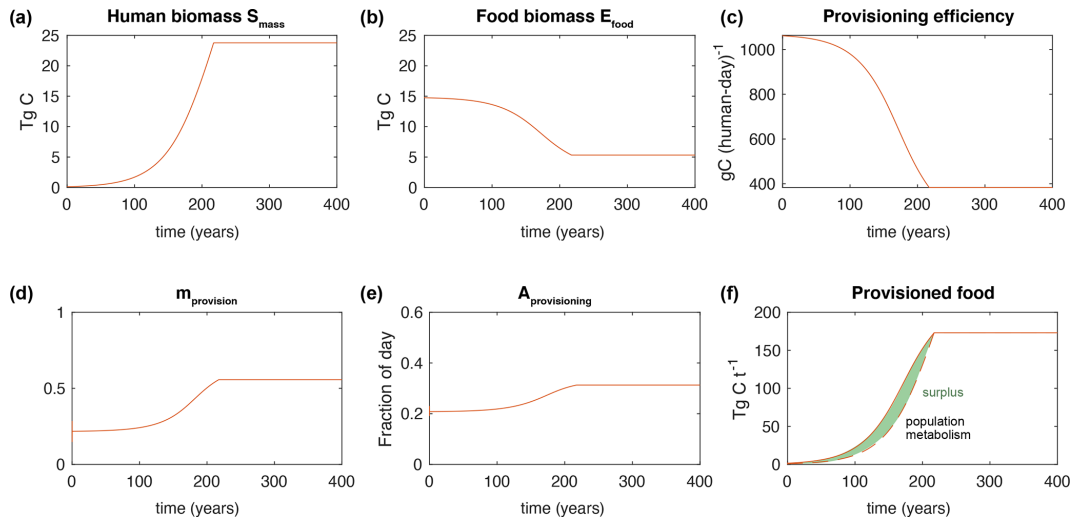 (a)
Human biomass S_mass
Tg C
25
20
15
10
5
0
0 100 200 300 400
time (years)
(b)
Food biomass E_food
Tg C
25
20
15
10
5
0
0 100 200 300 400
time (years)
(c)
Provisioning efficiency
gC (human-day)^-1
1000
800
600
400
0 100 200 300 400
time (years)
(d)
m_provision
1
0.5
0
0 100 200 300 400
time (years)
(e)
A_provisioning
Fraction of day
0.6
0.4
0.2
0
0 100 200 300 400
time (years)
(f)
Provisioned food
Tg C t^-1
200
150
100
50
0
surplus
population
metabolism
0 100 200 300 400
time (years)